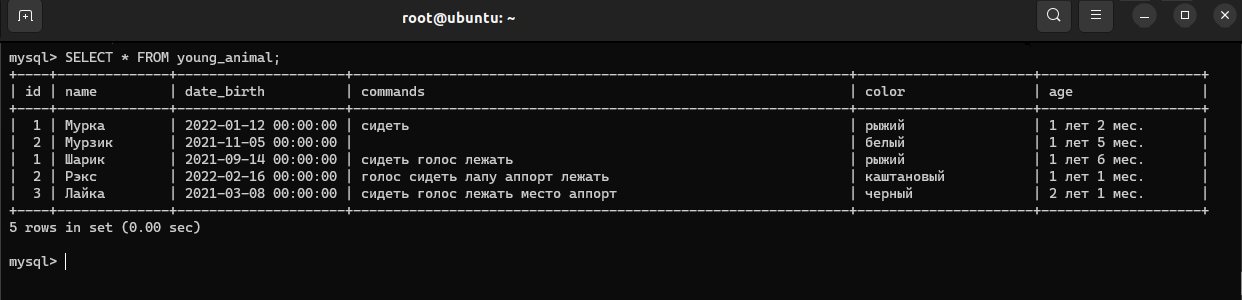 root@ubuntu: ~
mysql> SELECT * FROM young_animal;
+----+--------------+---------------------+--------------------------------------------------------------+----------------------+--------------------+
| id | name         | date_birth          | commands                                                     | color                | age                |
+----+--------------+---------------------+--------------------------------------------------------------+----------------------+--------------------+
|  1 | Мурка        | 2022-01-12 00:00:00 | сидеть                                                       | рыжий                | 1 лет 2 мес.       |
|  2 | Мурзик       | 2021-11-05 00:00:00 |                                                              | белый                | 1 лет 5 мес.       |
|  1 | Шарик        | 2021-09-14 00:00:00 | сидеть голос лежать                                          | рыжий                | 1 лет 6 мес.       |
|  2 | Рэкс         | 2022-02-16 00:00:00 | голос сидеть лапу аппорт лежать                              | каштановый           | 1 лет 1 мес.       |
|  3 | Лайка        | 2021-03-08 00:00:00 | сидеть голос лежать место аппорт                             | черный               | 2 лет 1 мес.       |
+----+--------------+---------------------+--------------------------------------------------------------+----------------------+--------------------+
5 rows in set (0.00 sec)
mysql>